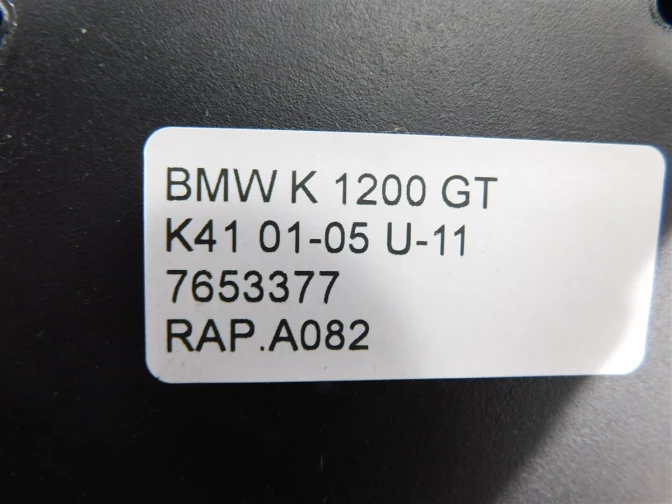 BMW K 1200 GT
K41 01-05 U-11
7653377
RAP.A082